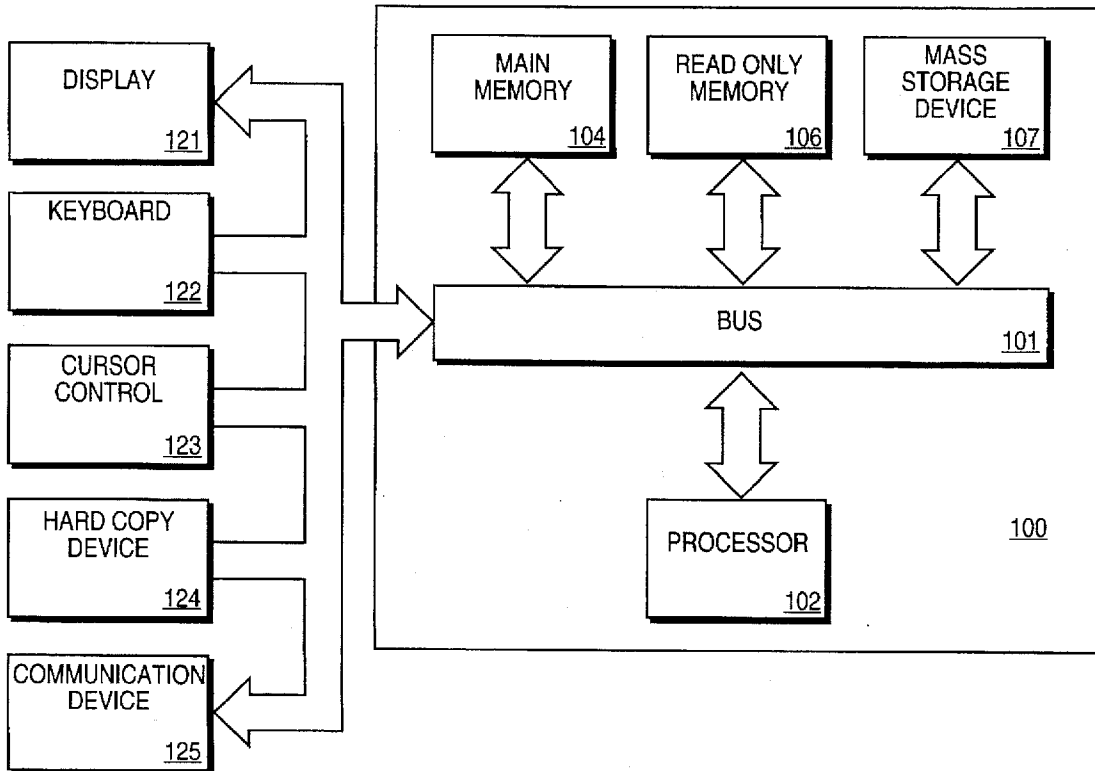 DISPLAY
121
KEYBOARD
122
CURSOR
CONTROL
123
HARD COPY
DEVICE
124
COMMUNICATION
DEVICE
125
MAIN
MEMORY
104
READ ONLY
MEMORY
106
MASS
STORAGE
DEVICE
107
BUS
101
PROCESSOR
102
100